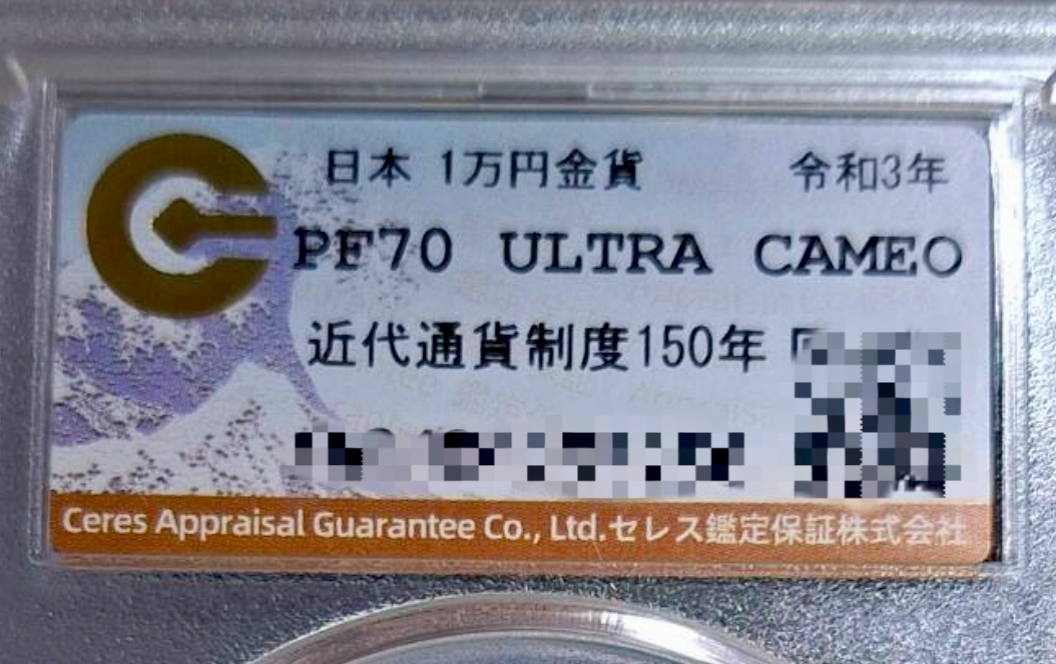 日本 1万円金貨 令和3年
PF70 ULTRA CAMEO
近代通貨制度150年
Ceres Appraisal Guarantee Co., Ltd.セレス鑑定保証株式会社